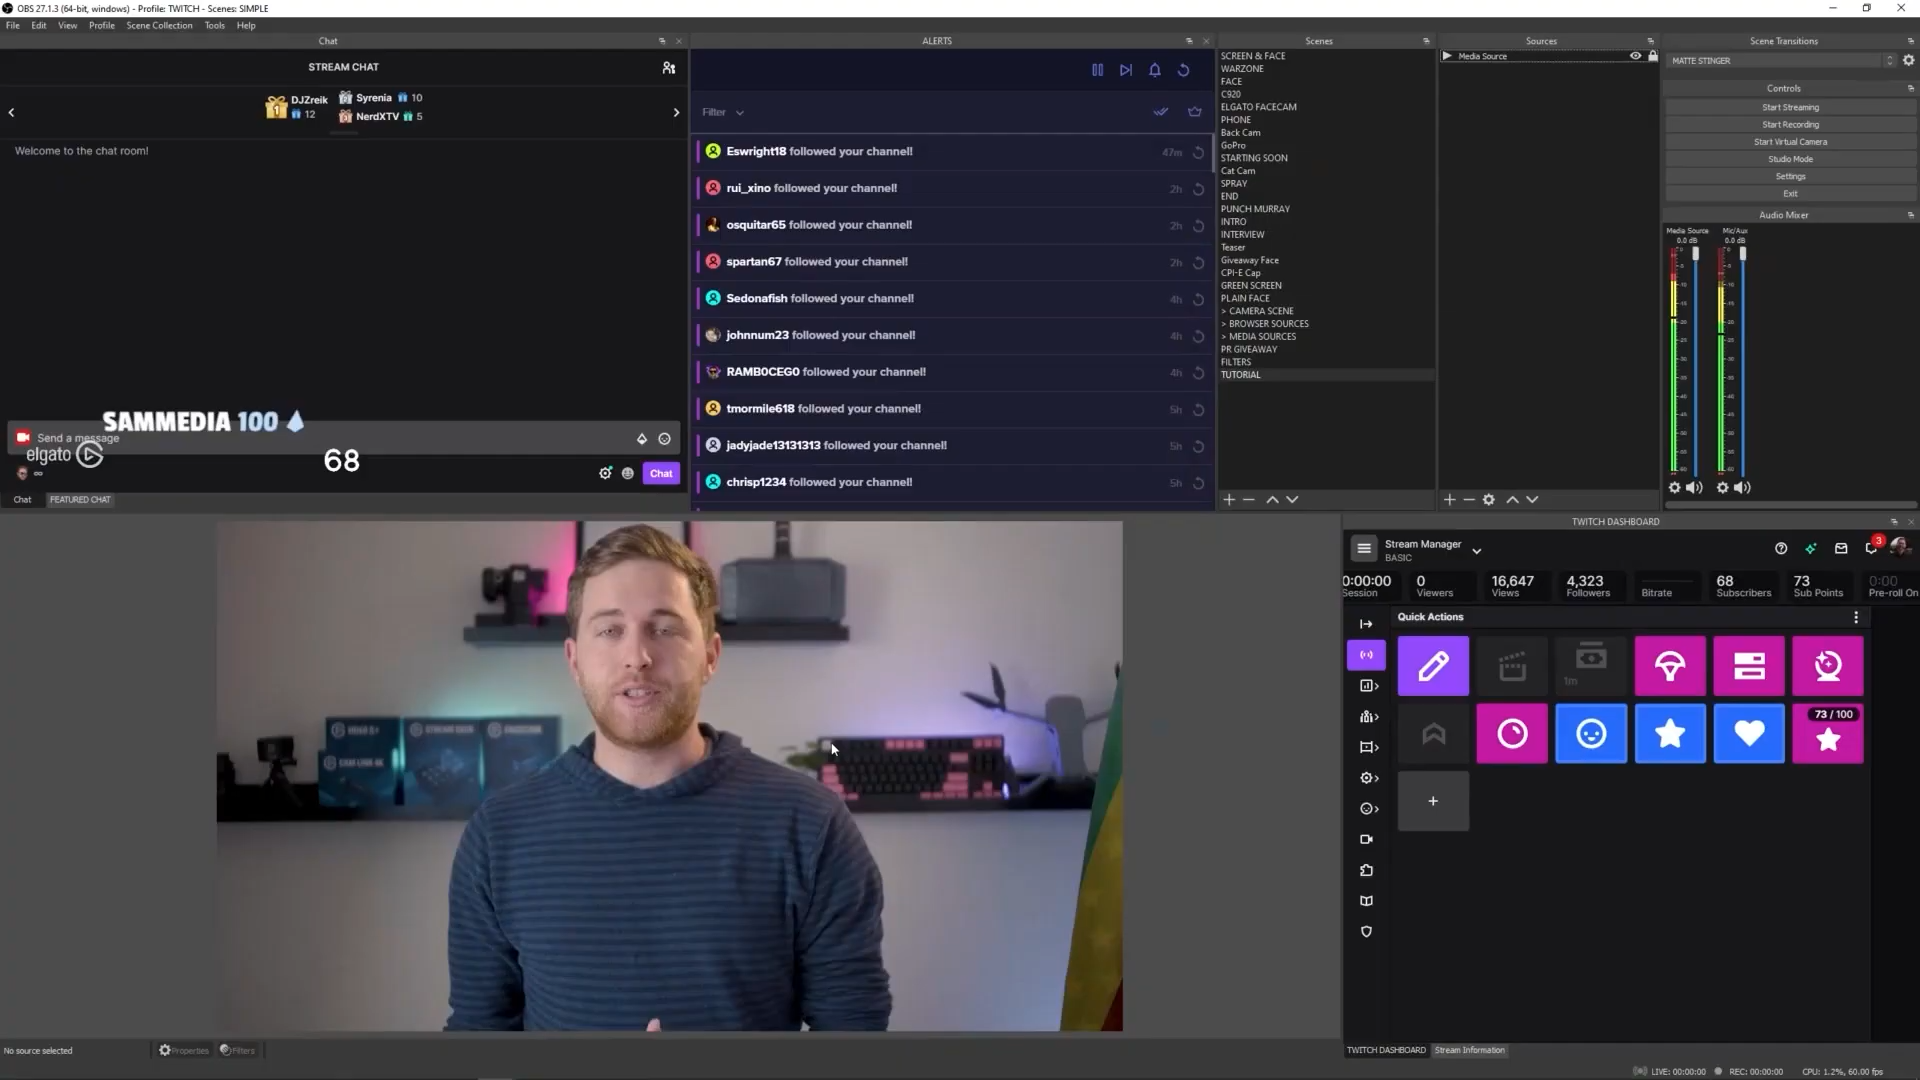 OBS 27.1.3 (64-bit, windows) - Profile: TWITCH - Scenes: SIMPLE
File Edit View Profile Scene Collection Tools Help
Chat
STREAM CHAT
DJZreik
12
Syrenia 10
NerdXTV 5
Welcome to the chat room!
SAMMEDIA 100
Send a message
elgato
68
Chat
Chat FEATURED CHAT
ALERTS
Filter
Eswright18 followed your channel! 47m
rui_xino followed your channel! 2h
osquitar65 followed your channel! 2h
spartan67 followed your channel! 2h
Sedonafish followed your channel! 4h
johnnum23 followed your channel! 4h
RAMB0CEG0 followed your channel! 4h
tmormile618 followed your channel! 5h
jadyjade13131313 followed your channel! 5h
chrisp1234 followed your channel! 5h
Scenes
SCREEN & FACE
WARZONE
FACE
C920
ELGATO FACECAM
PHONE
Back Cam
GoPro
STARTING SOON
Cat Cam
SPRAY
END
PUNCH MURRAY
INTRO
INTERVIEW
Teaser
Giveaway Face
CPI-E Cap
GREEN SCREEN
PLAIN FACE
> CAMERA SCENE
> BROWSER SOURCES
> MEDIA SOURCES
PR GIVEAWAY
FILTERS
TUTORIAL
Sources
Media Source
Scene Transitions
MATTE STINGER
Controls
Start Streaming
Start Recording
Start Virtual Camera
Studio Mode
Settings
Exit
Audio Mixer
Media Source Mic/Aux
0.0 dB 0.0 dB
TWITCH DASHBOARD
Stream Manager
BASIC
3
0:00:00 0 16,647 4,323 68 73 0:00
Session Viewers Views Followers Bitrate Subscribers Sub Points Pre-roll On
Quick Actions
1m
73 / 100
+
CAM LINK 4K
STREAM DECK
No source selected
Properties Filters
TWITCH DASHBOARD Stream Information
LIVE: 00:00:00 REC: 00:00:00 CPU: 1.2%, 60.00 fps